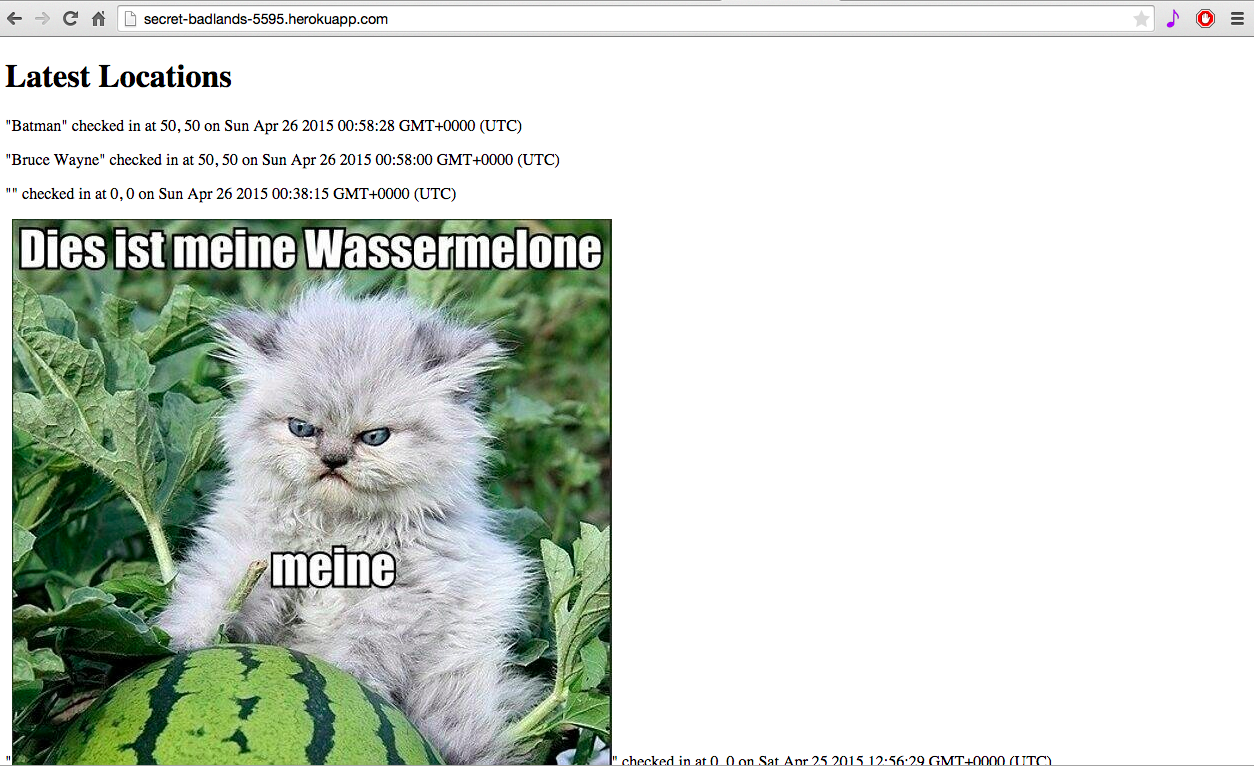 secret-badlands-5595.herokuapp.com
Latest Locations
"Batman" checked in at 50, 50 on Sun Apr 26 2015 00:58:28 GMT+0000 (UTC)
"Bruce Wayne" checked in at 50, 50 on Sun Apr 26 2015 00:58:00 GMT+0000 (UTC)
"" checked in at 0, 0 on Sun Apr 26 2015 00:38:15 GMT+0000 (UTC)
Dies ist meine Wassermelone
meine
" " checked in at 0, 0 on Sat Apr 25 2015 12:56:29 GMT+0000 (UTC)